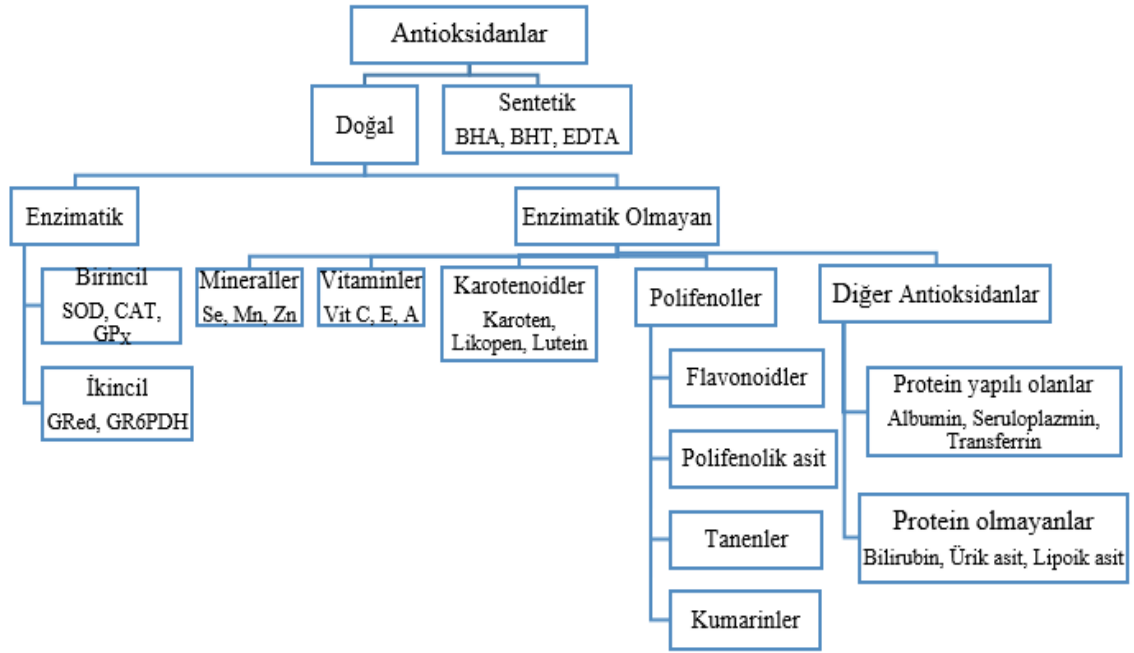 Antioksidanlar
Doğal
Sentetik
BHA, BHT, EDTA
Enzimatik
Enzimatik Olmayan
Birincil
SOD, CAT,
GPX
İkincil
GRed, GR6PDH
Mineraller
Se, Mn, Zn
Vitaminler
Vit C, E, A
Karotenoidler
Karoten,
Likopen, Lutein
Polifenoller
Flavonoidler
Polifenolik asit
Tanenler
Kumarinler
Diğer Antioksidanlar
Protein yapılı olanlar
Albumin, Seruloplazmin,
Transferrin
Protein olmayanlar
Bilirubin, Ürik asit, Lipoik asit